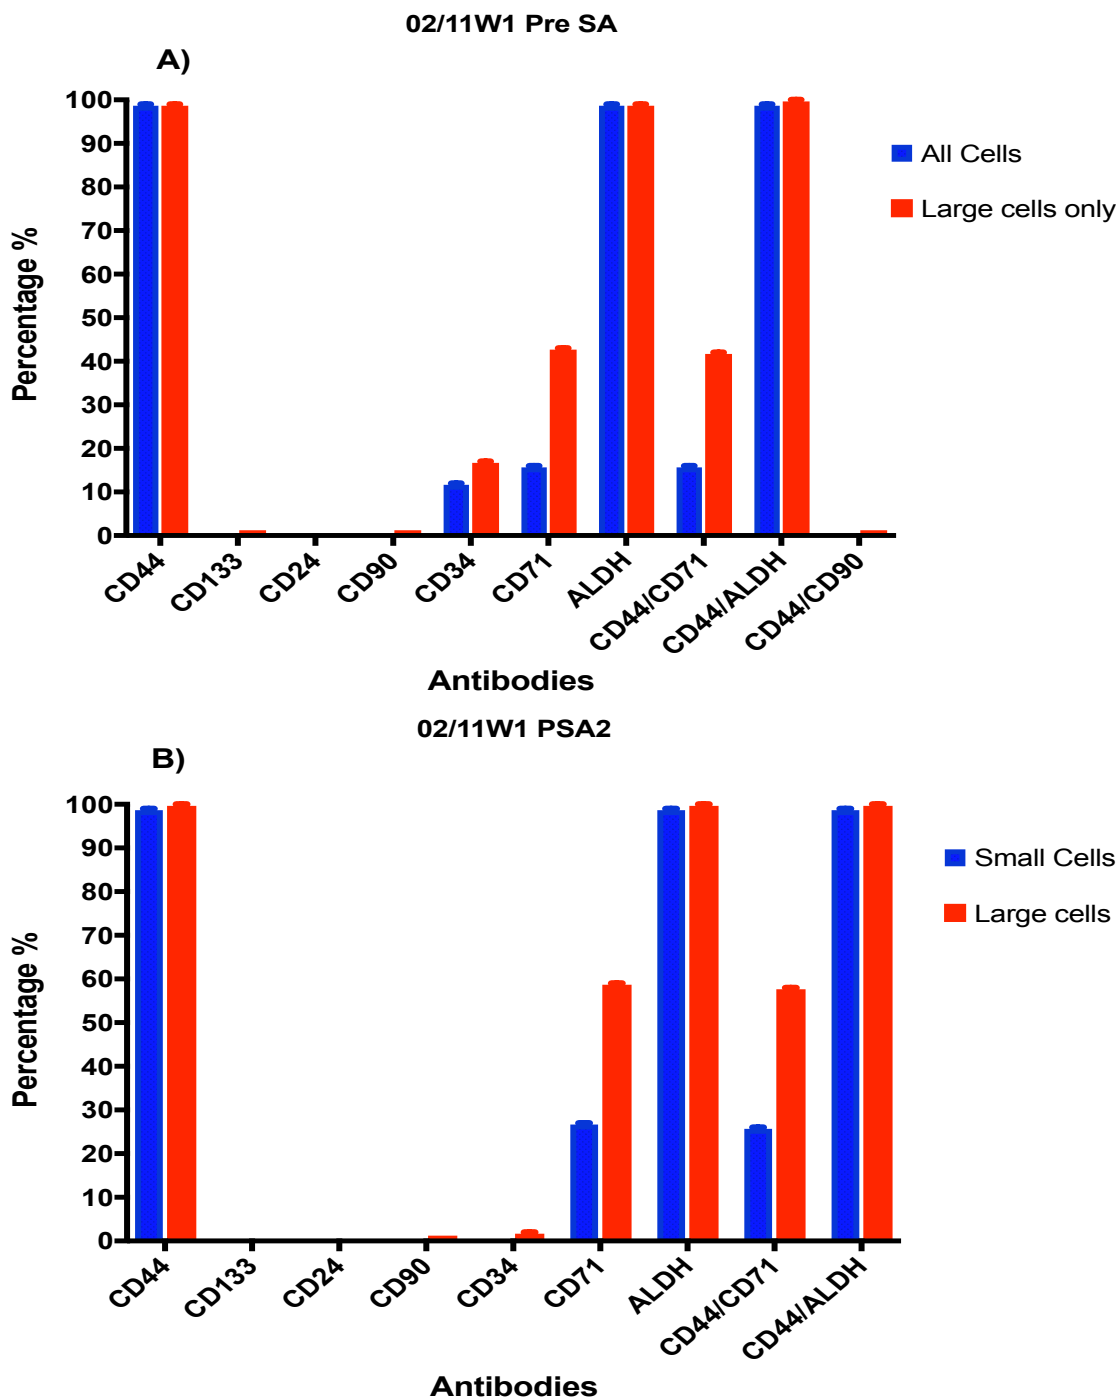 02/11W1 Pre SA
A)
100
90
80
70
60
50
40
30
20
10
0
Percentage %
All Cells
Large cells only
CD44
CD133
CD24
CD90
CD34
CD71
ALDH
CD44/CD71
CD44/ALDH
CD44/CD90
Antibodies
02/11W1 PSA2
B)
100
90
80
70
60
50
40
30
20
10
0
Percentage %
Small Cells
Large cells
CD44
CD133
CD24
CD90
CD34
CD71
ALDH
CD44/CD71
CD44/ALDH
Antibodies